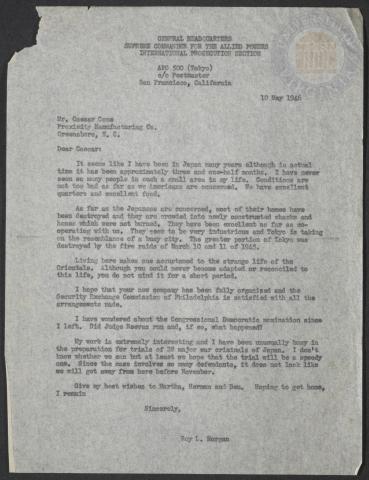 GENERAL HEADQUARTERS
SUPREME COMMANDER FOR THE ALLIED POWERS
INTERNATIONAL PROSECUTION SECTION
APO 500 (Tokyo)
c/o Postmaster
San Francisco, California
10 May 1946
Mr. Caesar Cone
Proximity Manufacturing Co.
Greensboro, N. C.
Dear Caesar:
It seems like I have been in Japan many years although in actual
time it has been approximately three and one-half months. I have never
seen so many people in such a small area in my life. Conditions are
not too bad as far as we Americans are concerned. We have excellent
quarters and excellent food.
As far as the Japanese are concerned, most of their homes have
been destroyed and they are crowded into newly constructed shacks and
homes which were not burned. They have been excellent so far as co-
operating with us. They seem to be very industrious and Tokyo is taking
on the resemblance of a busy city. The greater portion of Tokyo was
destroyed by the fire raids of March 10 and 11 of 1945.
Living here makes one accustomed to the strange life of the
Orientals. Although you could never become adapted or reconciled to
this life, you do not mind it for a short period.
I hope that your new company has been fully organized and the
Security Exchange Commission of Philadelphia is satisfied with all the
arrangements made.
I have wondered about the Congressional Democratic nomination since
I left. Did Judge run and, if so, what happened?
My work is extremely interesting and I have been unusually busy in
the preparation for trials of 28 major war criminals of Japan. I don't
know whether we can but at least we hope that the trial will be a speedy
one. Since the case involves so many defendants, it does not look like
we will get away from here before November.
Give my best wishes to Martha, Herman and Ben. Hoping to get home,
I remain
Sincerely,
Roy L. Morgan